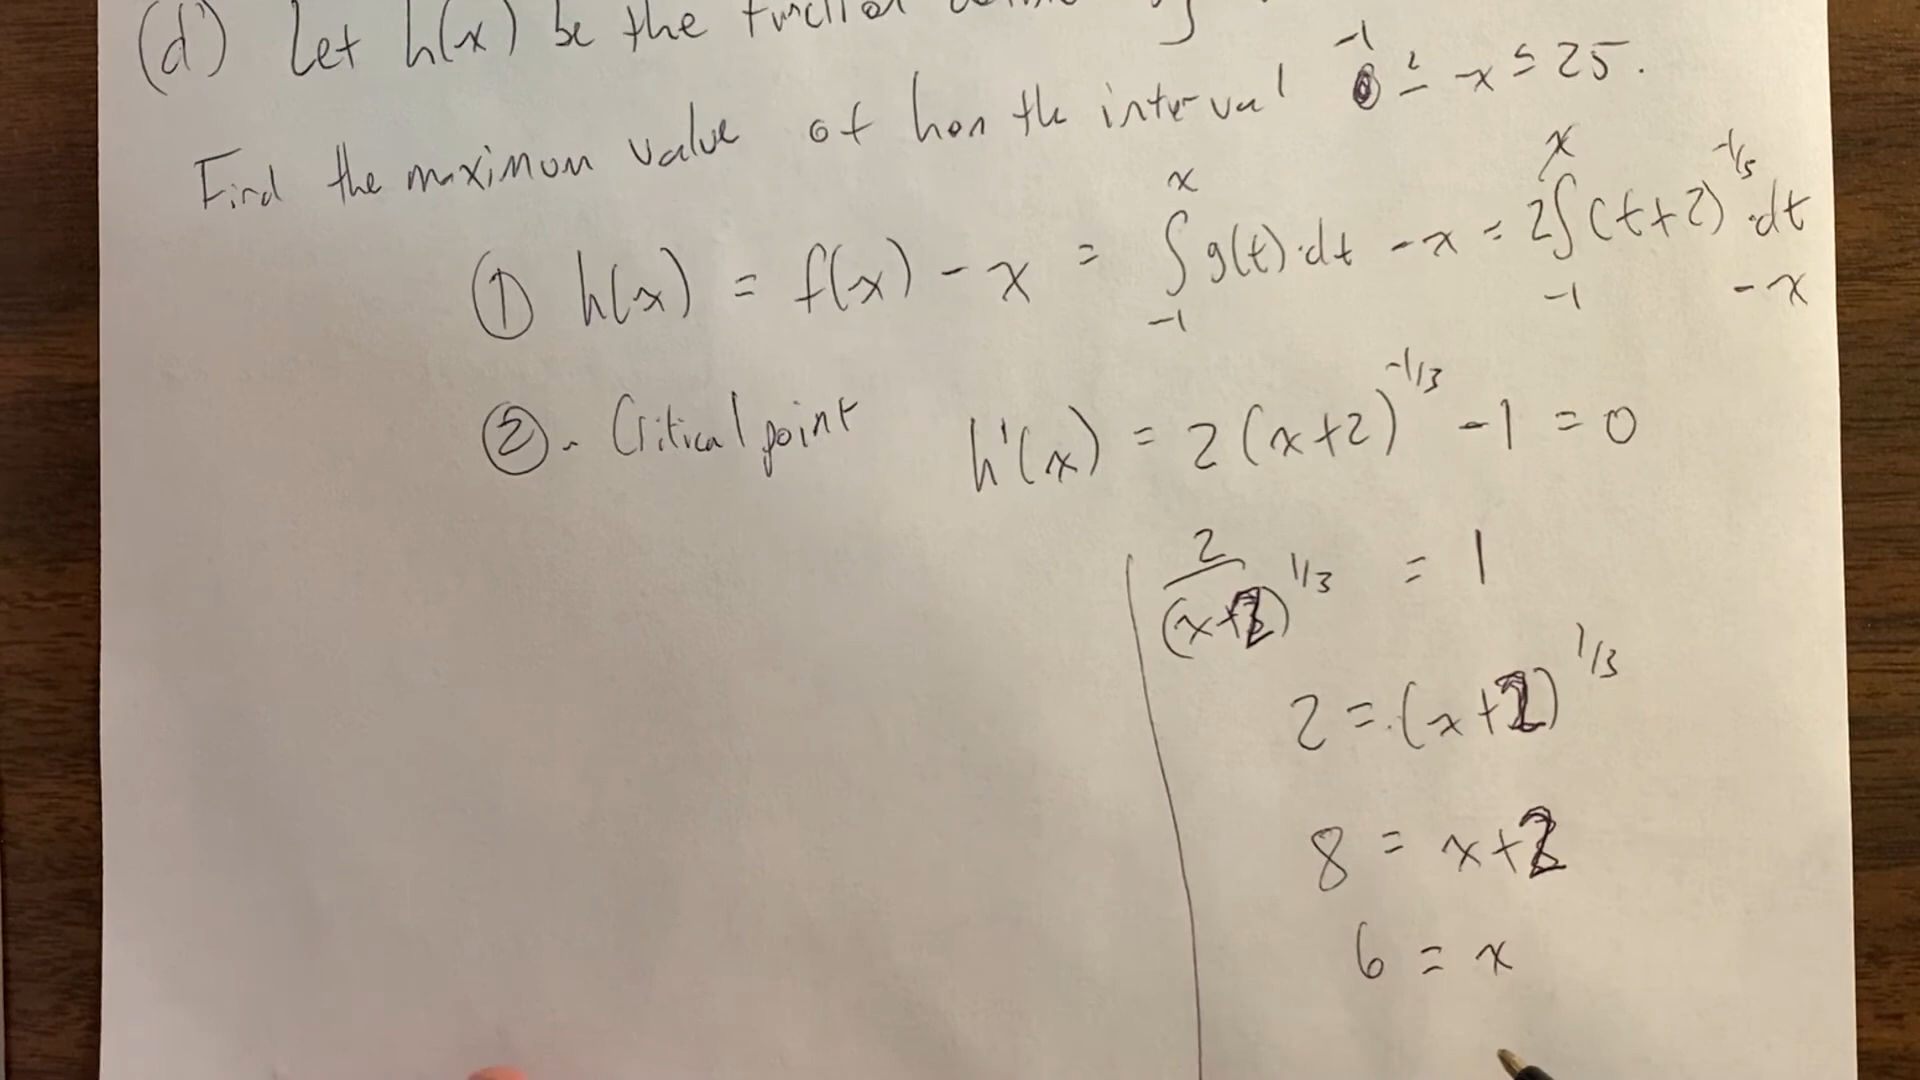 (d) Let h(x) be the
Find the maximum value of h on the interval -1 ≤ x ≤ 25.
① h(x) = f(x) - x = ∫_{-1}^{x} g(t)·dt - x = 2∫_{-1}^{x} (t+2)^{-1/3}·dt - x
②. Critical point h'(x) = 2(x+2)^{-1/3} - 1 = 0
2/(x+2)^{1/3} = 1
2 = (x+2)^{1/3}
8 = x+2
6 = x